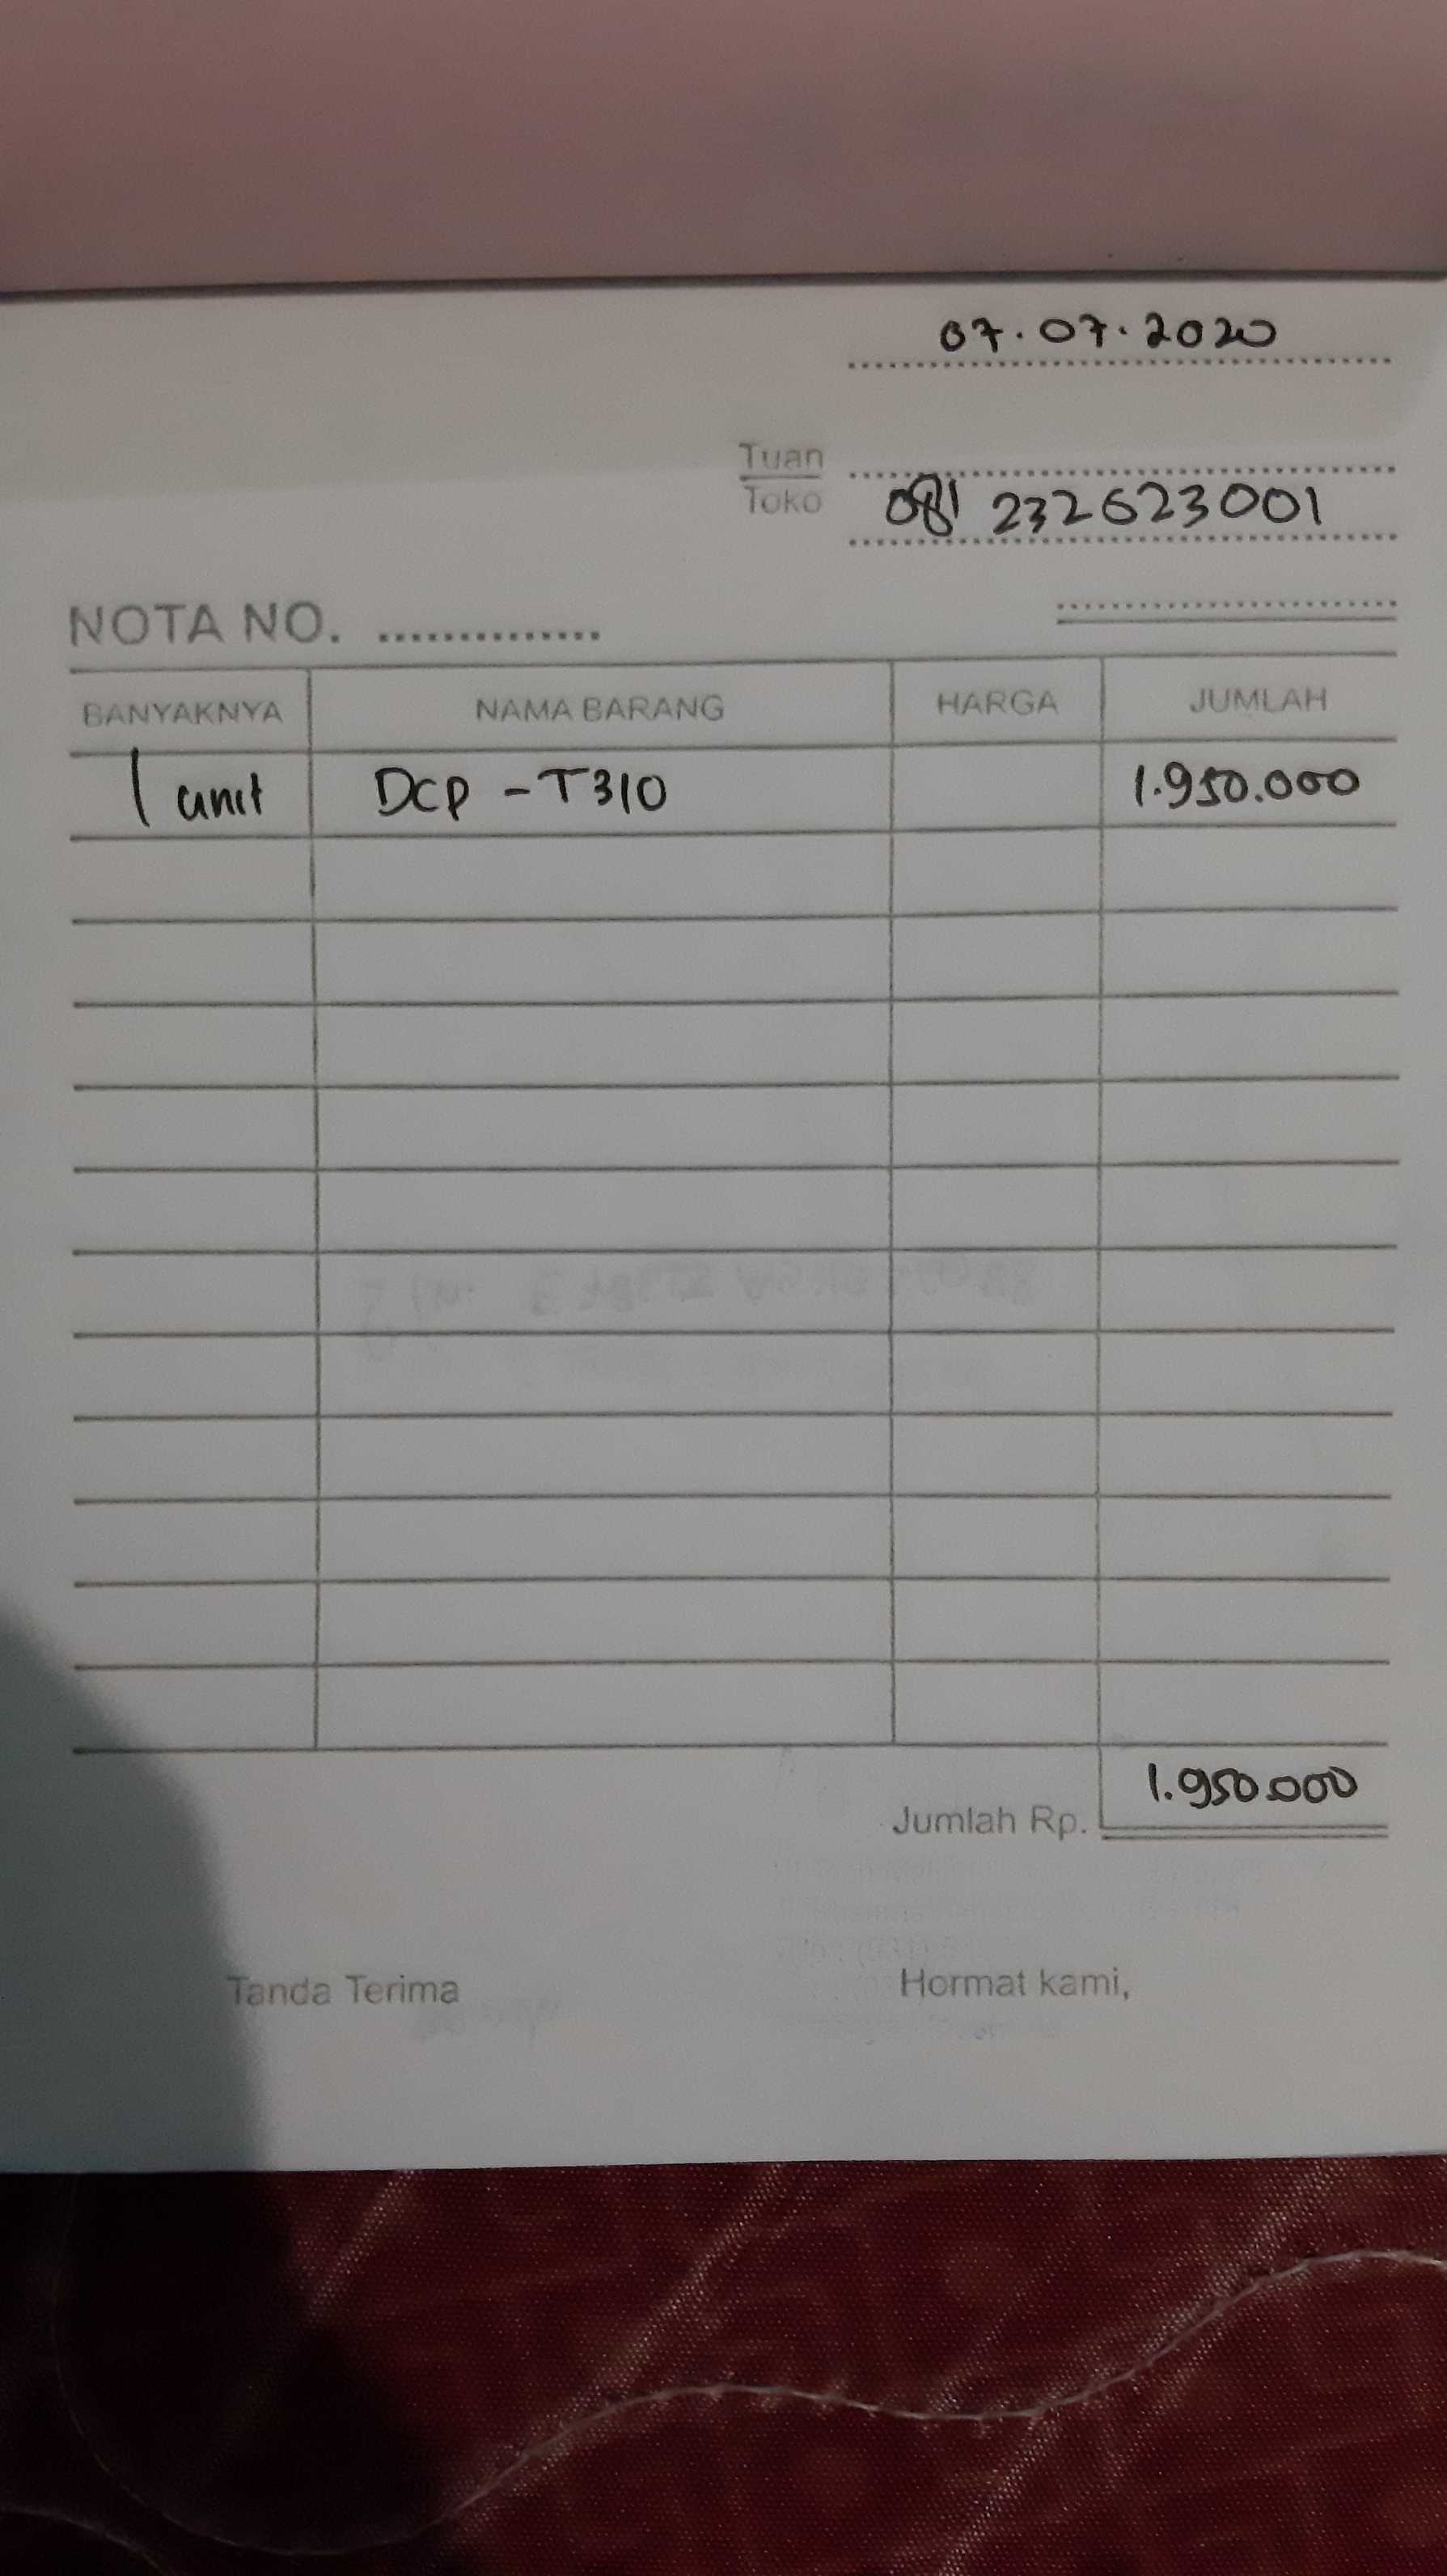 07.07.2020
Tuan
Toko 081 232623001
NOTA NO. ..............
BANYAKNYA NAMA BARANG HARGA JUMLAH
1 unit DCP - T310 1.950.000
Jumlah Rp. 1.950.000
Tanda Terima Hormat kami,